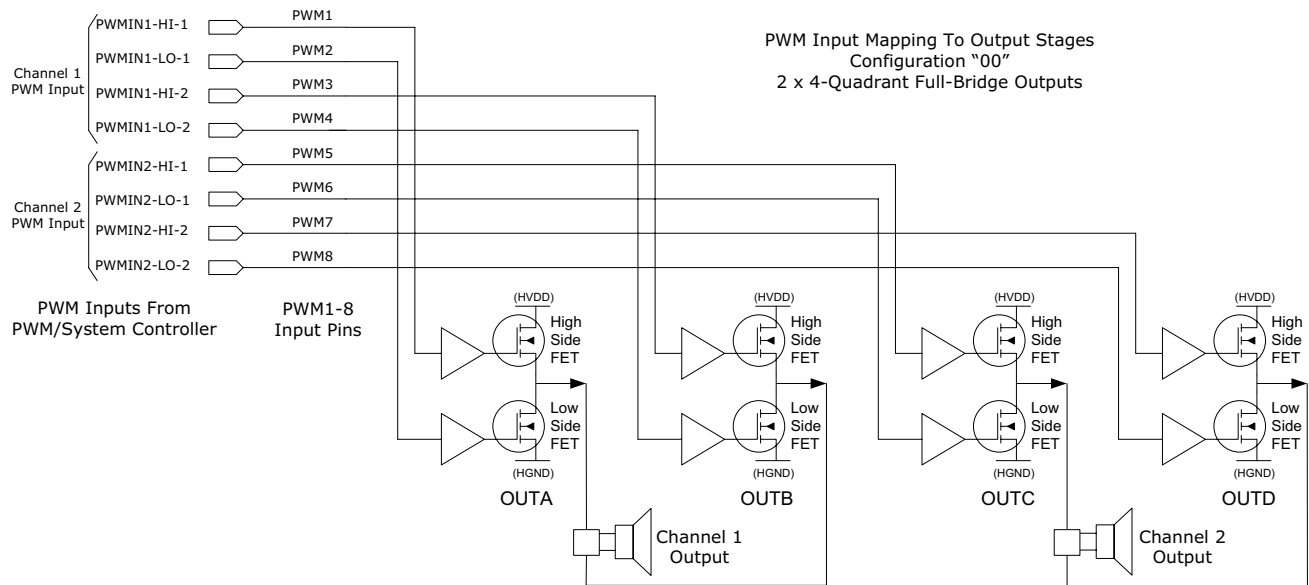 PWMIN1-HI-1
PWM1
PWMIN1-LO-1
PWM2
Channel 1
PWM Input
PWMIN1-HI-2
PWM3
PWMIN1-LO-2
PWM4
PWMIN2-HI-1
PWM5
PWMIN2-LO-1
PWM6
Channel 2
PWM Input
PWMIN2-HI-2
PWM7
PWMIN2-LO-2
PWM8
PWM Input Mapping To Output Stages
Configuration “00”
2 x 4-Quadrant Full-Bridge Outputs
PWM Inputs From
PWM/System Controller
PWM1-8
Input Pins
(HVDD)
High
Side
FET
Low
Side
FET
(HGND)
OUTA
(HVDD)
High
Side
FET
Low
Side
FET
(HGND)
OUTB
(HVDD)
High
Side
FET
Low
Side
FET
(HGND)
OUTC
(HVDD)
High
Side
FET
Low
Side
FET
(HGND)
OUTD
Channel 1
Output
Channel 2
Output